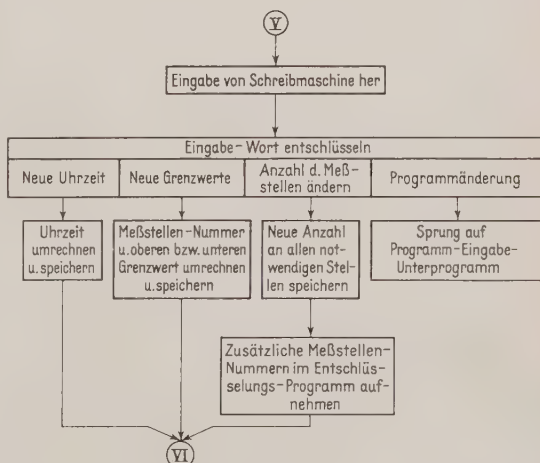 V
Eingabe von Schreibmaschine her
Eingabe-Wort entschlüsseln
Neue Uhrzeit
Neue Grenzwerte
Anzahl d. Meß-
stellen ändern
Programmänderung
Uhrzeit
umrechnen
u. speichern
Meßstellen-Nummer
u. oberen bzw. unteren
Grenzwert umrechnen
u. speichern
Neue Anzahl
an allen not-
wendigen Stel-
len speichern
Sprung auf
Programm-Eingabe-
Unterprogramm
Zusätzliche Meßstellen-
Nummern im Entschlüs-
selungs-Programm auf-
nehmen
VI